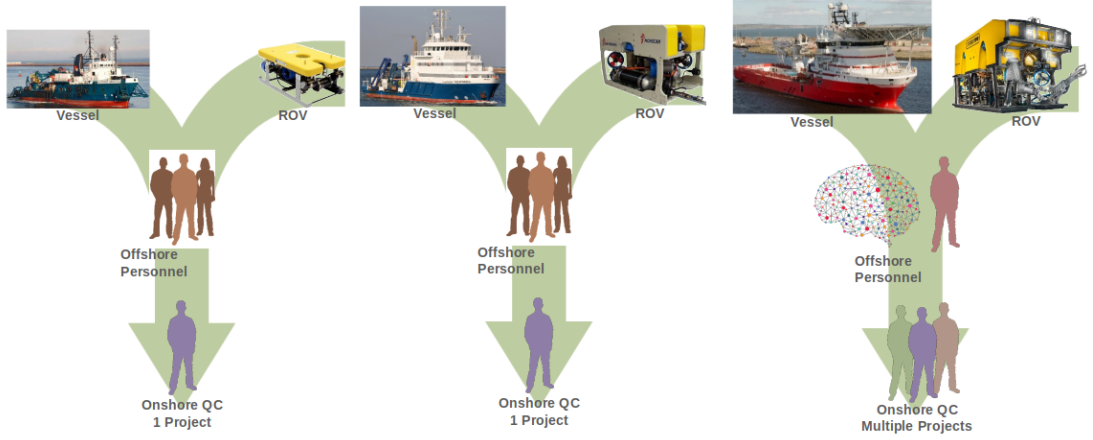 Vessel
ROV
Offshore
Personnel
Onshore QC
1 Project
Vessel
ROV
Offshore
Personnel
Onshore QC
1 Project
Vessel
ROV
Offshore
Personnel
Onshore QC
Multiple Projects